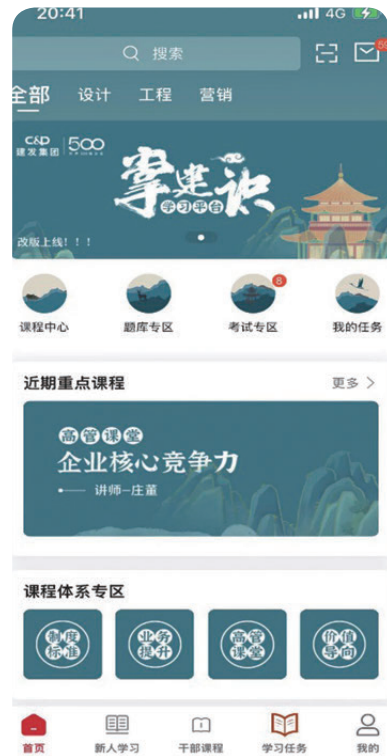 20:41
4G
搜索
全部 设计 工程 营销
C&D 500
建发集团
掌建识
学习平台
改版上线！！！
8
课程中心 题库专区 考试专区 我的任务
近期重点课程 更多
高管课堂
企业核心竞争力
讲师-庄董
课程体系专区
制度 业务 高管 价值
标准 提升 课堂 导向
首页 新人学习 干部课程 学习任务 我的